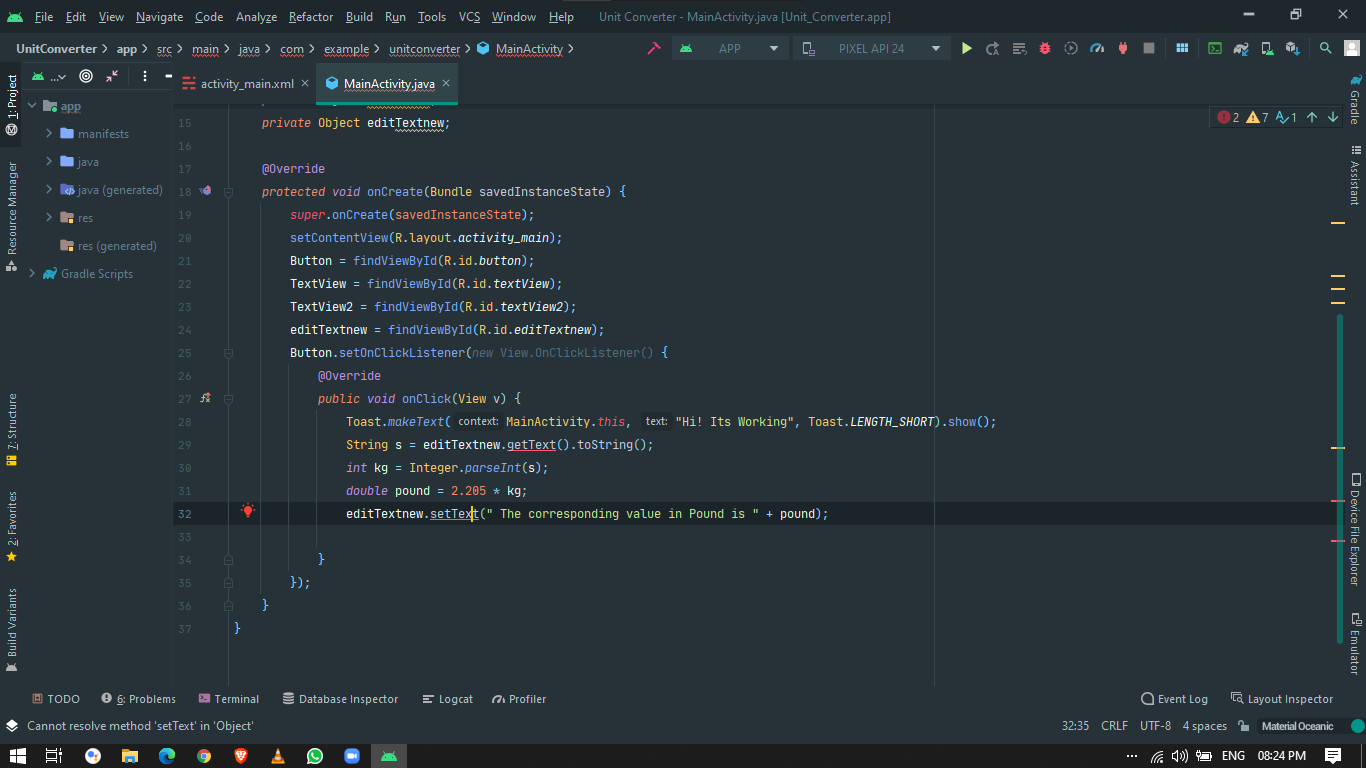 File Edit View Navigate Code Analyze Refactor Build Run Tools VCS Window Help Unit Converter - MainActivity.java [Unit_Converter.app]
UnitConverter app src main java com example unitconverter MainActivity APP PIXEL API 24
1: Project
Resource Manager
7: Structure
2: Favorites
Build Variants
...
app
manifests
java
java (generated)
res
res (generated)
Gradle Scripts
activity_main.xml MainActivity.java
2 7 1
15 private Object editTextnew;
16
17 @Override
18 protected void onCreate(Bundle savedInstanceState) {
19 super.onCreate(savedInstanceState);
20 setContentView(R.layout.activity_main);
21 Button = findViewById(R.id.button);
22 TextView = findViewById(R.id.textView);
23 TextView2 = findViewById(R.id.textView2);
24 editTextnew = findViewById(R.id.editTextnew);
25 Button.setOnClickListener(new View.OnClickListener() {
26 @Override
27 public void onClick(View v) {
28 Toast.makeText( context: MainActivity.this, text: "Hi! Its Working", Toast.LENGTH_SHORT).show();
29 String s = editTextnew.getText().toString();
30 int kg = Integer.parseInt(s);
31 double pound = 2.205 * kg;
32 editTextnew.setText(" The corresponding value in Pound is " + pound);
33
34 }
35 });
36 }
37 }
Gradle
Assistant
Device File Explorer
Emulator
TODO 6: Problems Terminal Database Inspector Logcat Profiler Event Log Layout Inspector
Cannot resolve method 'setText' in 'Object' 32:35 CRLF UTF-8 4 spaces Material Oceanic
ENG 08:24 PM